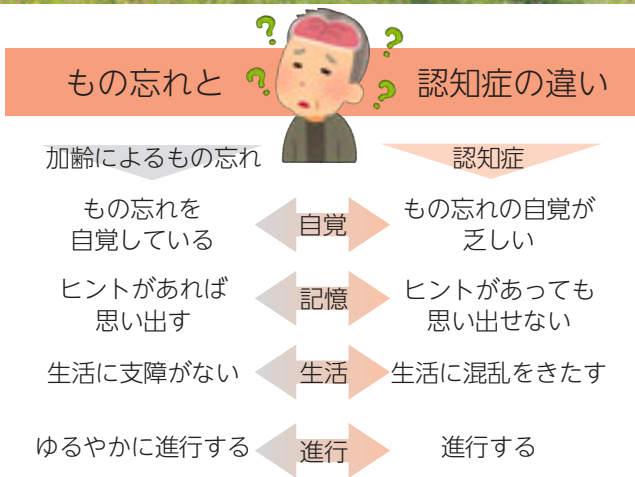 もの忘れと 認知症の違い
加齢によるもの忘れ 認知症
もの忘れを
自覚している
自覚
もの忘れの自覚が
乏しい
ヒントがあれば
思い出す
記憶
ヒントがあっても
思い出せない
生活に支障がない 生活 生活に混乱をきたす
ゆるやかに進行する 進行 進行する